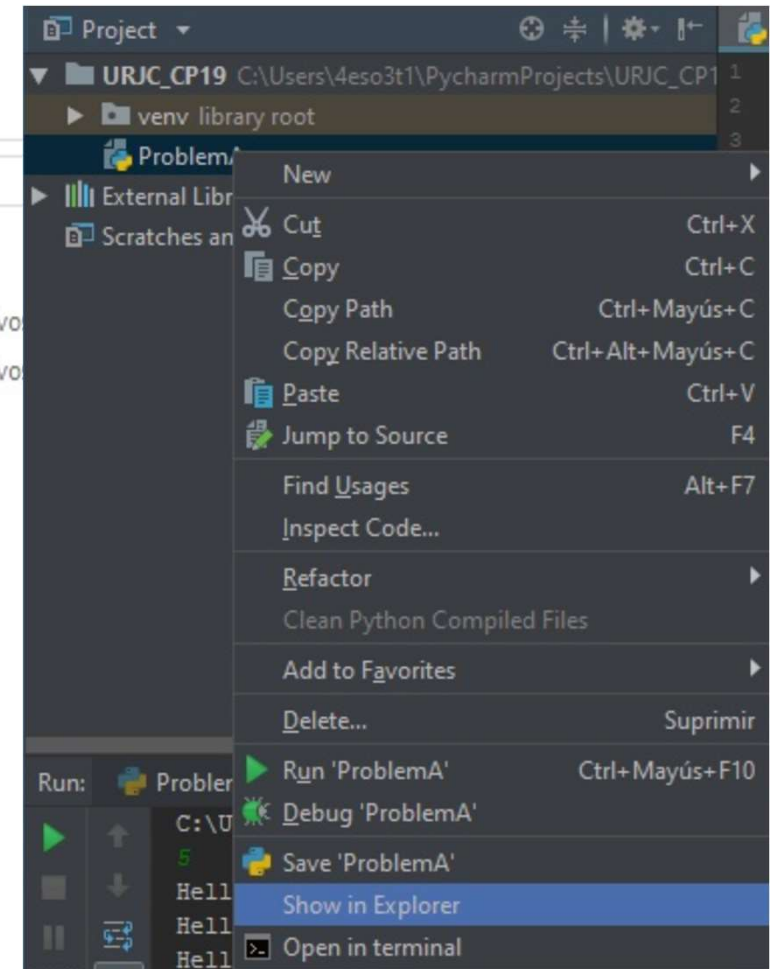 Project
URJC_CP19 C:\Users\4eso3t1\PycharmProjects\URJC_CP1
1
2
3
venv library root
ProblemA
External Libr
Scratches an
vo
vo
New
Cut Ctrl+X
Copy Ctrl+C
Copy Path Ctrl+Mayús+C
Copy Relative Path Ctrl+Alt+Mayús+C
Paste Ctrl+V
Jump to Source F4
Find Usages Alt+F7
Inspect Code...
Refactor
Clean Python Compiled Files
Add to Favorites
Delete... Suprimir
Run 'ProblemA' Ctrl+Mayús+F10
Debug 'ProblemA'
Save 'ProblemA'
Show in Explorer
Open in terminal
Run: Probler
C:\U
5
Hell
Hell
Hell